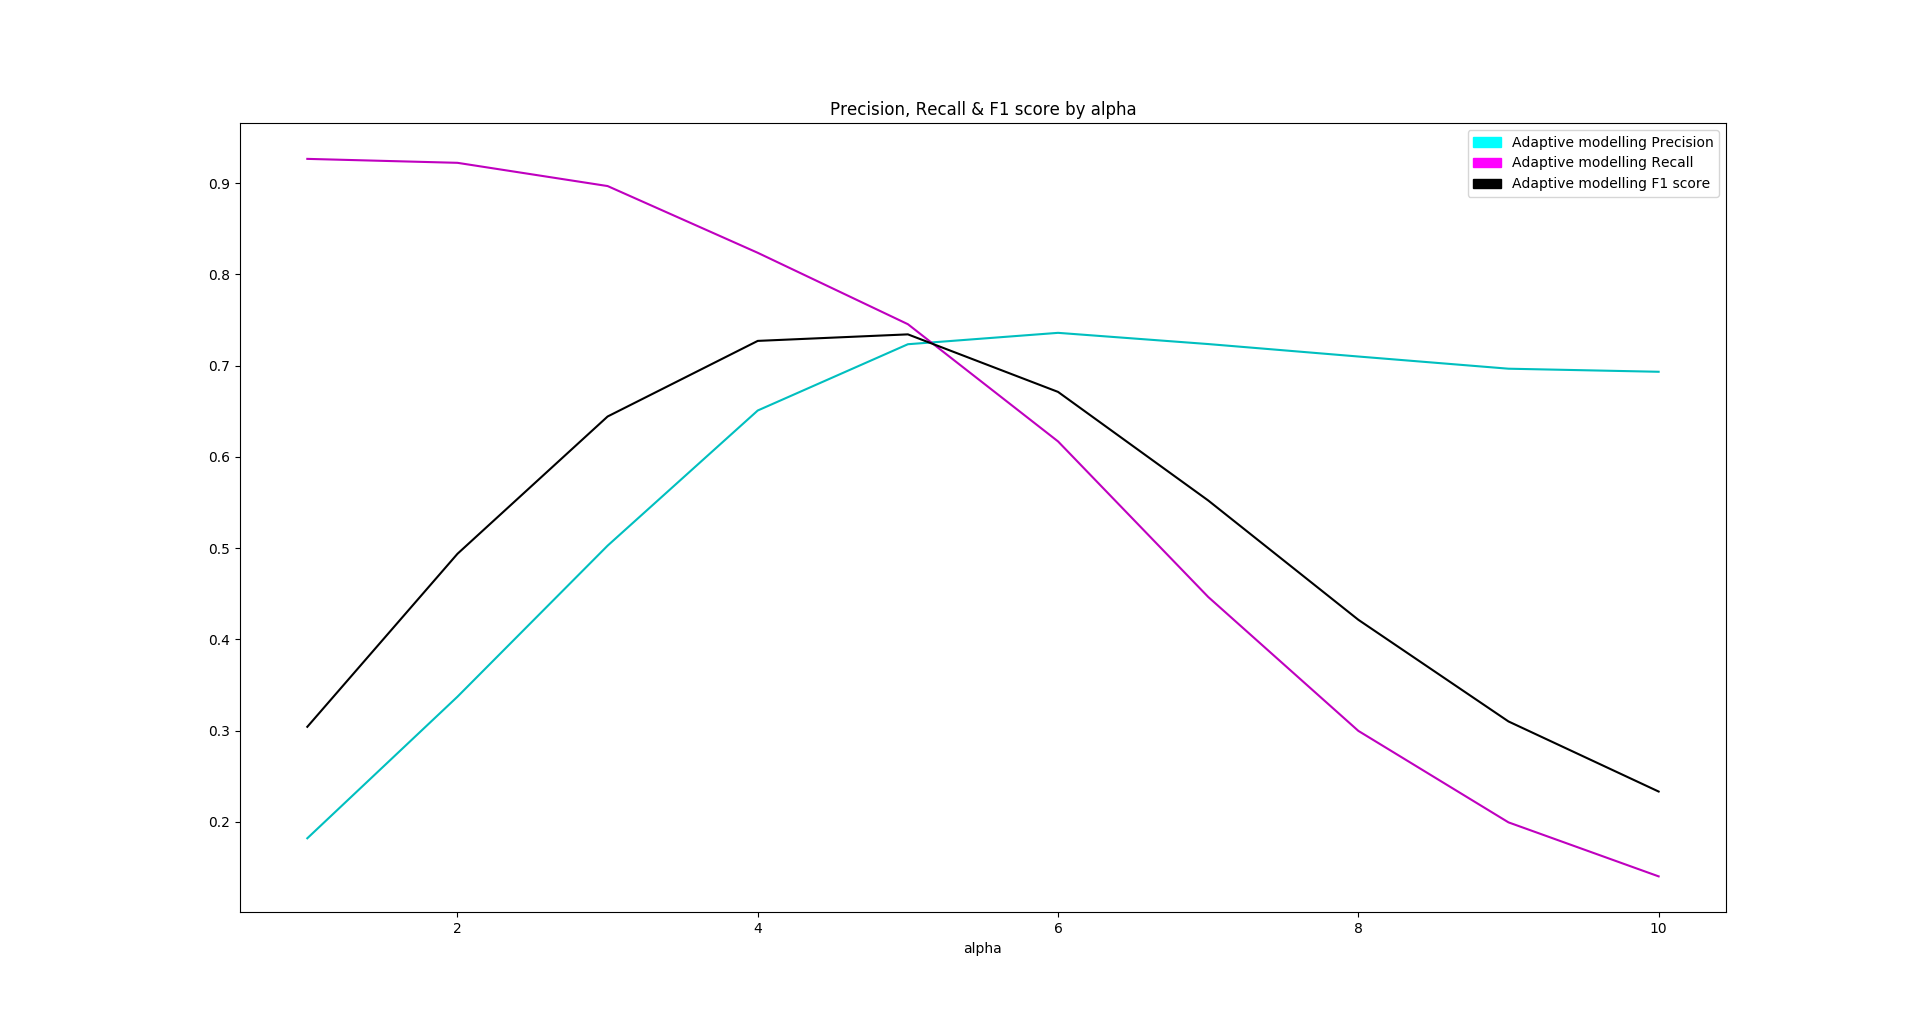 Precision, Recall & F1 score by alpha
Adaptive modelling Precision
Adaptive modelling Recall
Adaptive modelling F1 score
0.9
0.8
0.7
0.6
0.5
0.4
0.3
0.2
2 4 6 8 10
alpha